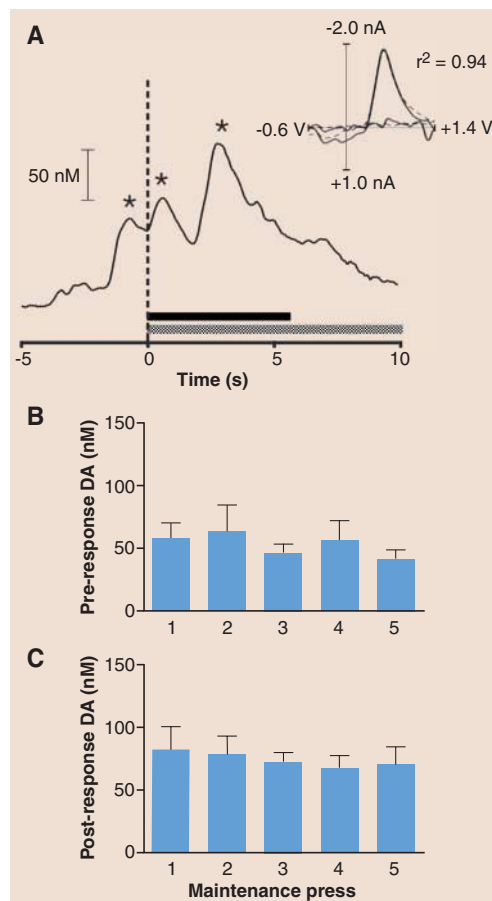 A
-2.0 nA
r² = 0.94
-0.6 V
+1.4 V
+1.0 nA
50 nM
*
*
*
-5
0
5
10
Time (s)
B
Pre-response DA (nM)
150
100
50
0
1 2 3 4 5
C
Post-response DA (nM)
150
100
50
0
1 2 3 4 5
Maintenance press